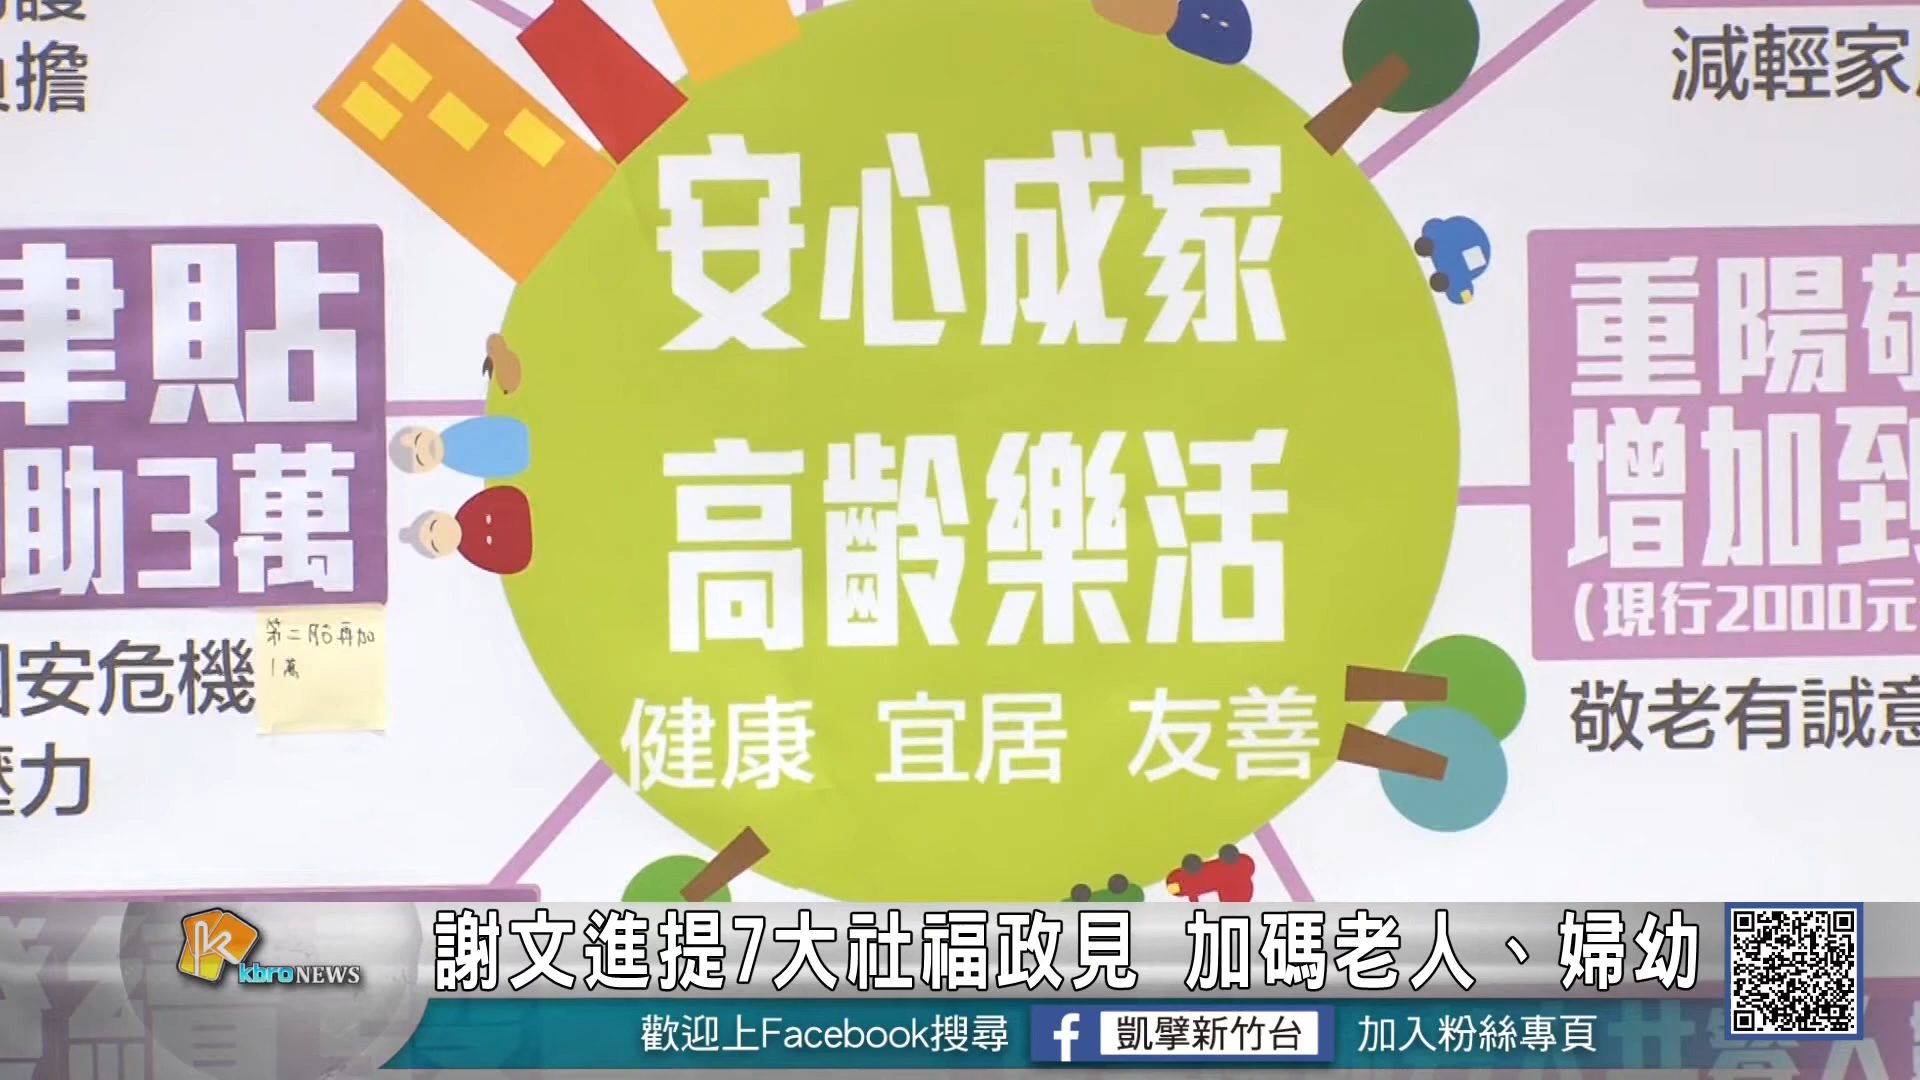 擔
減輕家
安心成家
高齡樂活
健康 宜居 友善
津貼
助3萬
安危機
力
第二胎再加
1萬
重陽敬
增加到
(現行2000元
敬老有誠意
kbro NEWS
謝文進提7大社福政見 加碼老人、婦幼
歡迎上Facebook搜尋 f 凱擘新竹台 加入粉絲專頁